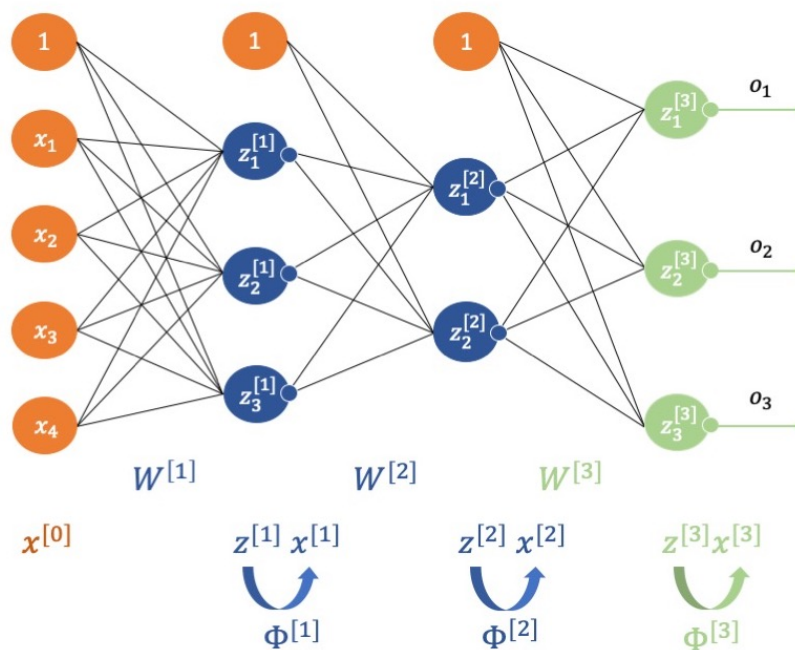 1 1 1
z₁^[3] o₁
x₁ z₁^[1]
z₁^[2]
x₂
z₂^[1] z₂^[3] o₂
x₃ z₂^[2]
z₃^[1] o₃
x₄ z₃^[3]
W^[1] W^[2] W^[3]
x^[0] z^[1] x^[1] z^[2] x^[2] z^[3] x^[3]
Φ^[1] Φ^[2] Φ^[3]